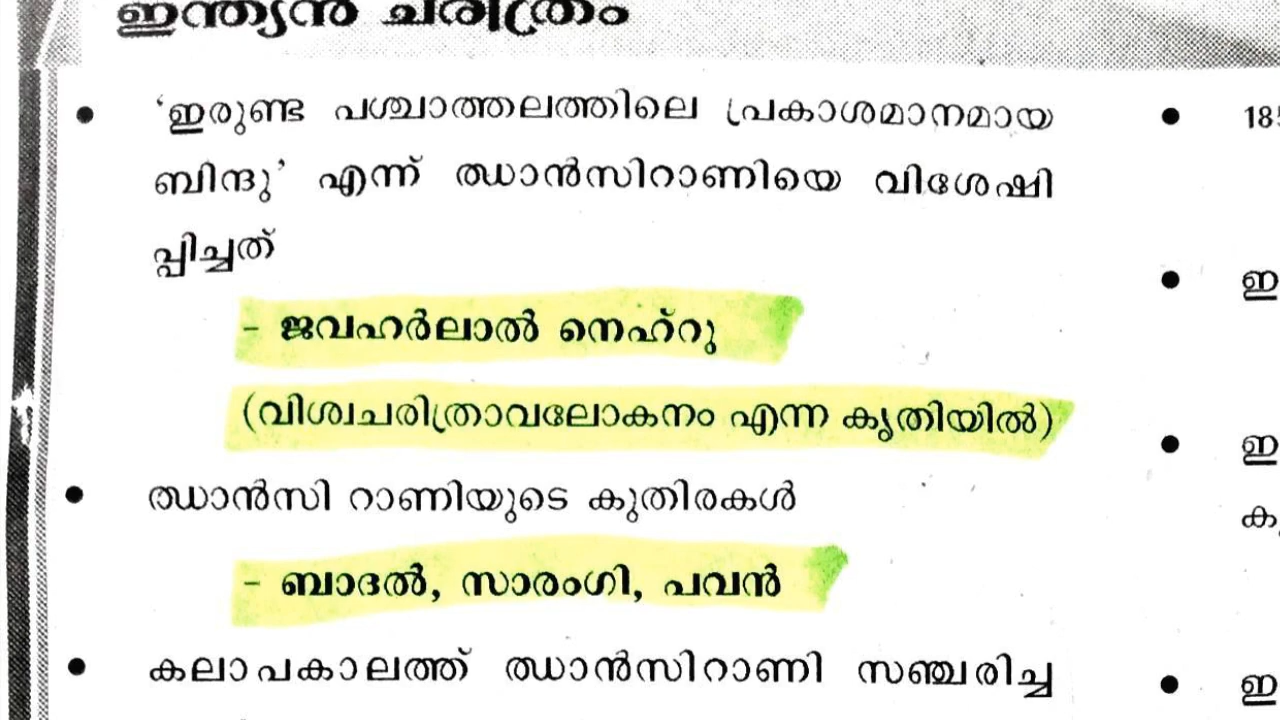 ഇന്ത്യൻ ചരിത്രം
‘ഇരുണ്ട പശ്ചാത്തലത്തിലെ പ്രകാശമാനമായ
ബിന്ദു’ എന്ന് ഝാൻസിറാണിയെ വിശേഷി
പ്പിച്ചത്
- ജവഹർലാൽ നെഹ്റു
(വിശ്വചരിത്രാവലോകനം എന്ന കൃതിയിൽ)
ഝാൻസി റാണിയുടെ കുതിരകൾ
- ബാദൽ, സാരംഗി, പവൻ
കലാപകാലത്ത് ഝാൻസിറാണി സഞ്ചരിച്ച